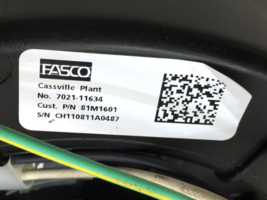 FASCO
Cassville Plant
No. 7021-11634
Cust. P/N 81M1601
S/N CH110811A0487